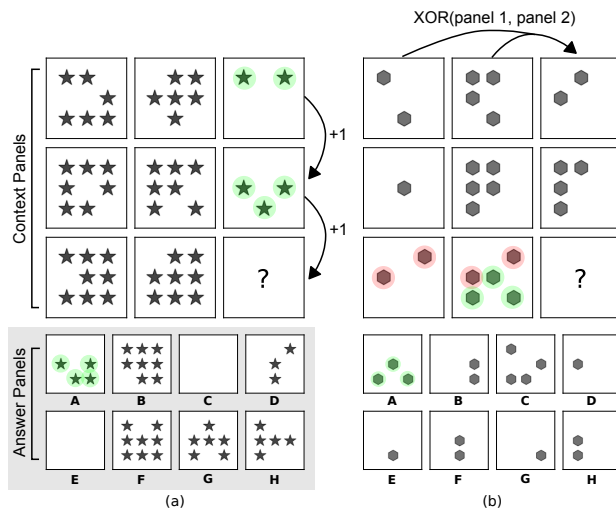 XOR(panel 1, panel 2)
Context Panels
+1
+1
?
?
Answer Panels
A B C D
E F G H
A B C D
E F G H
(a)
(b)